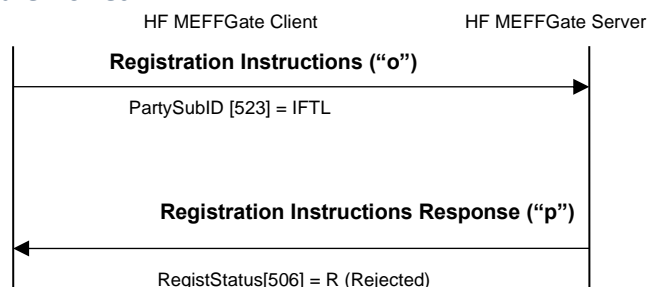 HF MEFFGate Client HF MEFFGate Server
Registration Instructions (“o”)
PartySubID [523] = IFTL
Registration Instructions Response (“p”)
RegistStatus[506] = R (Rejected)